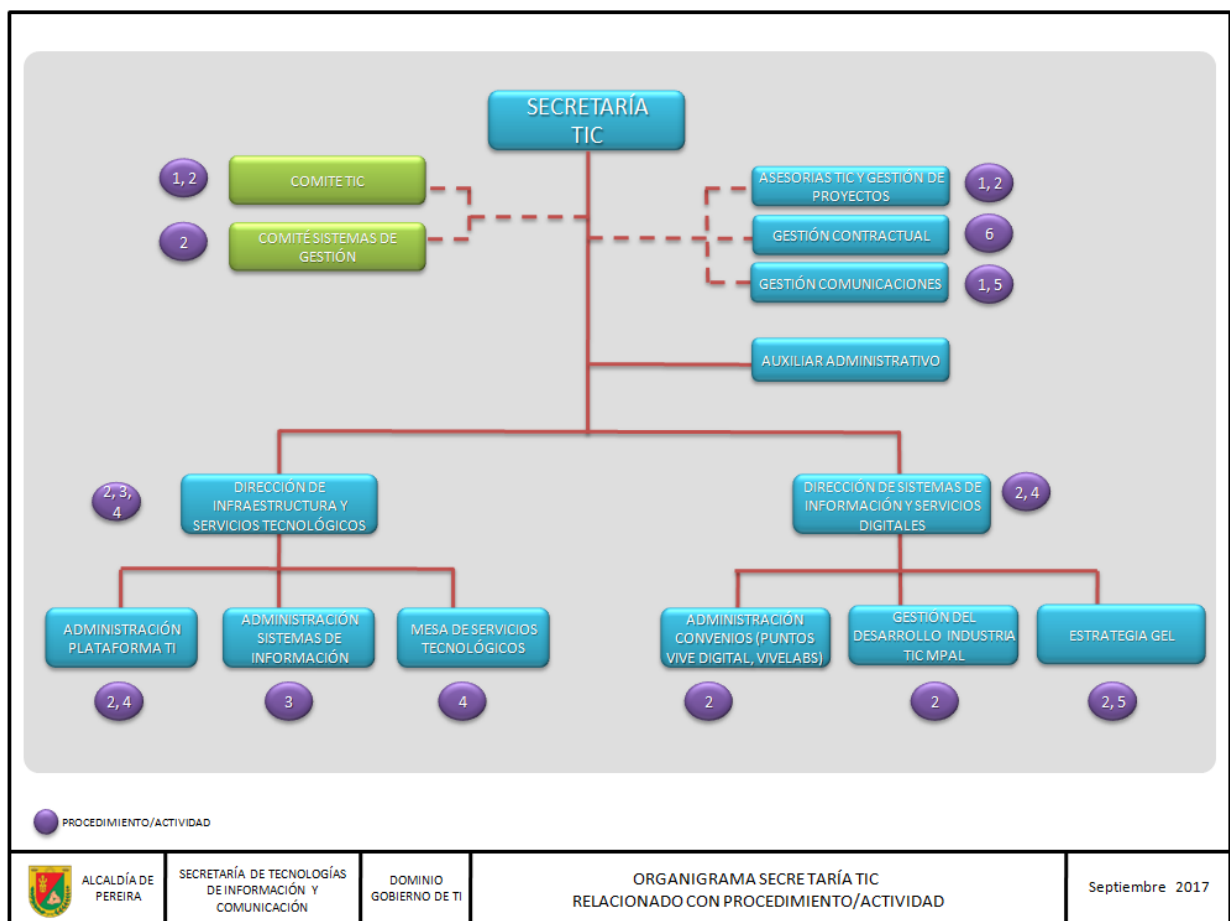 SECRETARÍA
TIC
1, 2
COMITE TIC
2
COMITÉ SISTEMAS DE
GESTIÓN
ASESORIAS TIC Y GESTIÓN DE
PROYECTOS
1, 2
GESTIÓN CONTRACTUAL
6
GESTIÓN COMUNICACIONES
1, 5
AUXILIAR ADMINISTRATIVO
2, 3,
4
DIRECCIÓN DE
INFRAESTRUCTURA Y
SERVICIOS TECNOLÓGICOS
DIRECCIÓN DE SISTEMAS DE
INFORMACIÓN Y SERVICIOS
DIGITALES
2, 4
ADMINISTRACIÓN
PLATAFORMA TI
ADMINISTRACIÓN
SISTEMAS DE
INFORMACIÓN
MESA DE SERVICIOS
TECNOLÓGICOS
ADMINISTRACIÓN
CONVENIOS (PUNTOS
VIVE DIGITAL, VIVELABS)
GESTIÓN DEL
DESARROLLO INDUSTRIA
TIC MPAL
ESTRATEGIA GEL
2, 4
3
4
2
2
2, 5
PROCEDIMIENTO/ACTIVIDAD
ALCALDÍA DE
PEREIRA
SECRETARÍA DE TECNOLOGÍAS
DE INFORMACIÓN Y
COMUNICACIÓN
DOMINIO
GOBIERNO DE TI
ORGANIGRAMA SECRETARÍA TIC
RELACIONADO CON PROCEDIMIENTO/ACTIVIDAD
Septiembre 2017